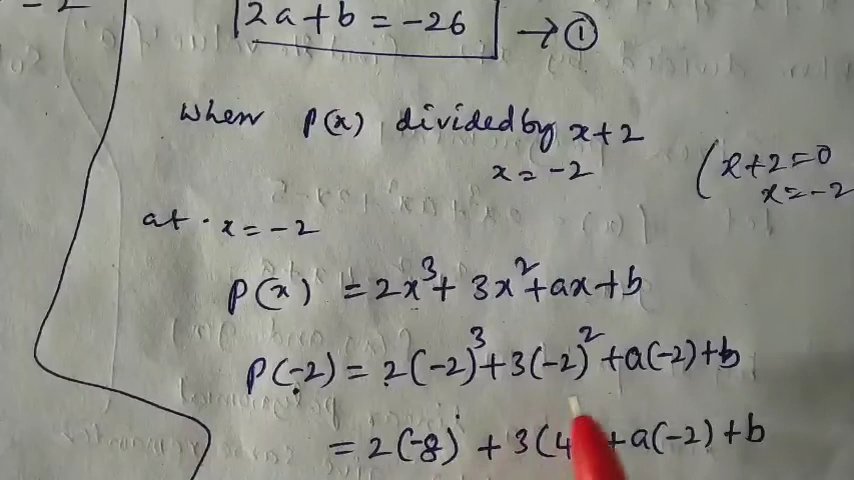 - 2
2a + b = -26 → ①
when P(x) divided by x+2
x = -2
(x+2=0
x=-2
at . x = -2
P(x) = 2x³ + 3x² + ax + b
P(-2) = 2(-2)³ + 3(-2)² + a(-2) + b
= 2(-8) + 3(4 + a(-2) + b